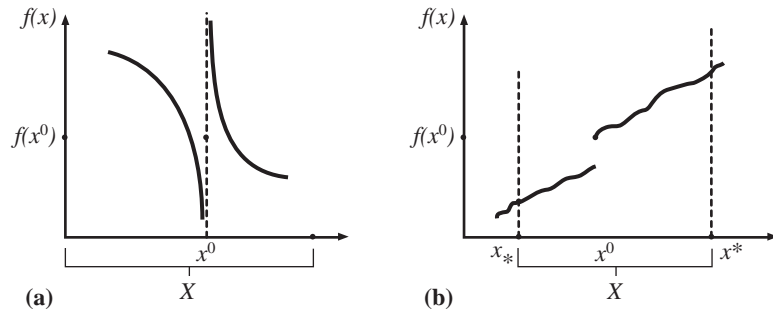 f(x)
f(x⁰)
x⁰
X
(a)
f(x)
f(x⁰)
x* x⁰ x*
X
(b)